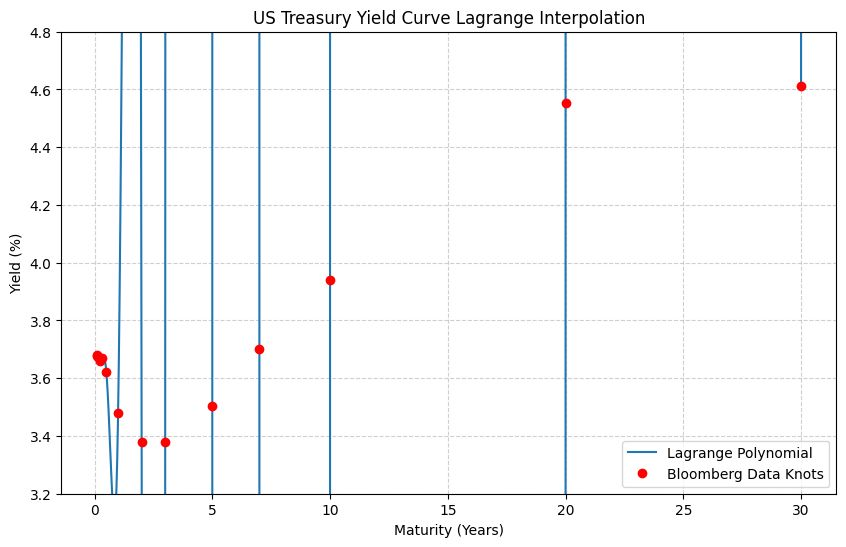 US Treasury Yield Curve Lagrange Interpolation
4.8
4.6
4.4
4.2
4.0
3.8
3.6
3.4
3.2
Yield (%)
0 5 10 15 20 25 30
Maturity (Years)
Lagrange Polynomial
Bloomberg Data Knots